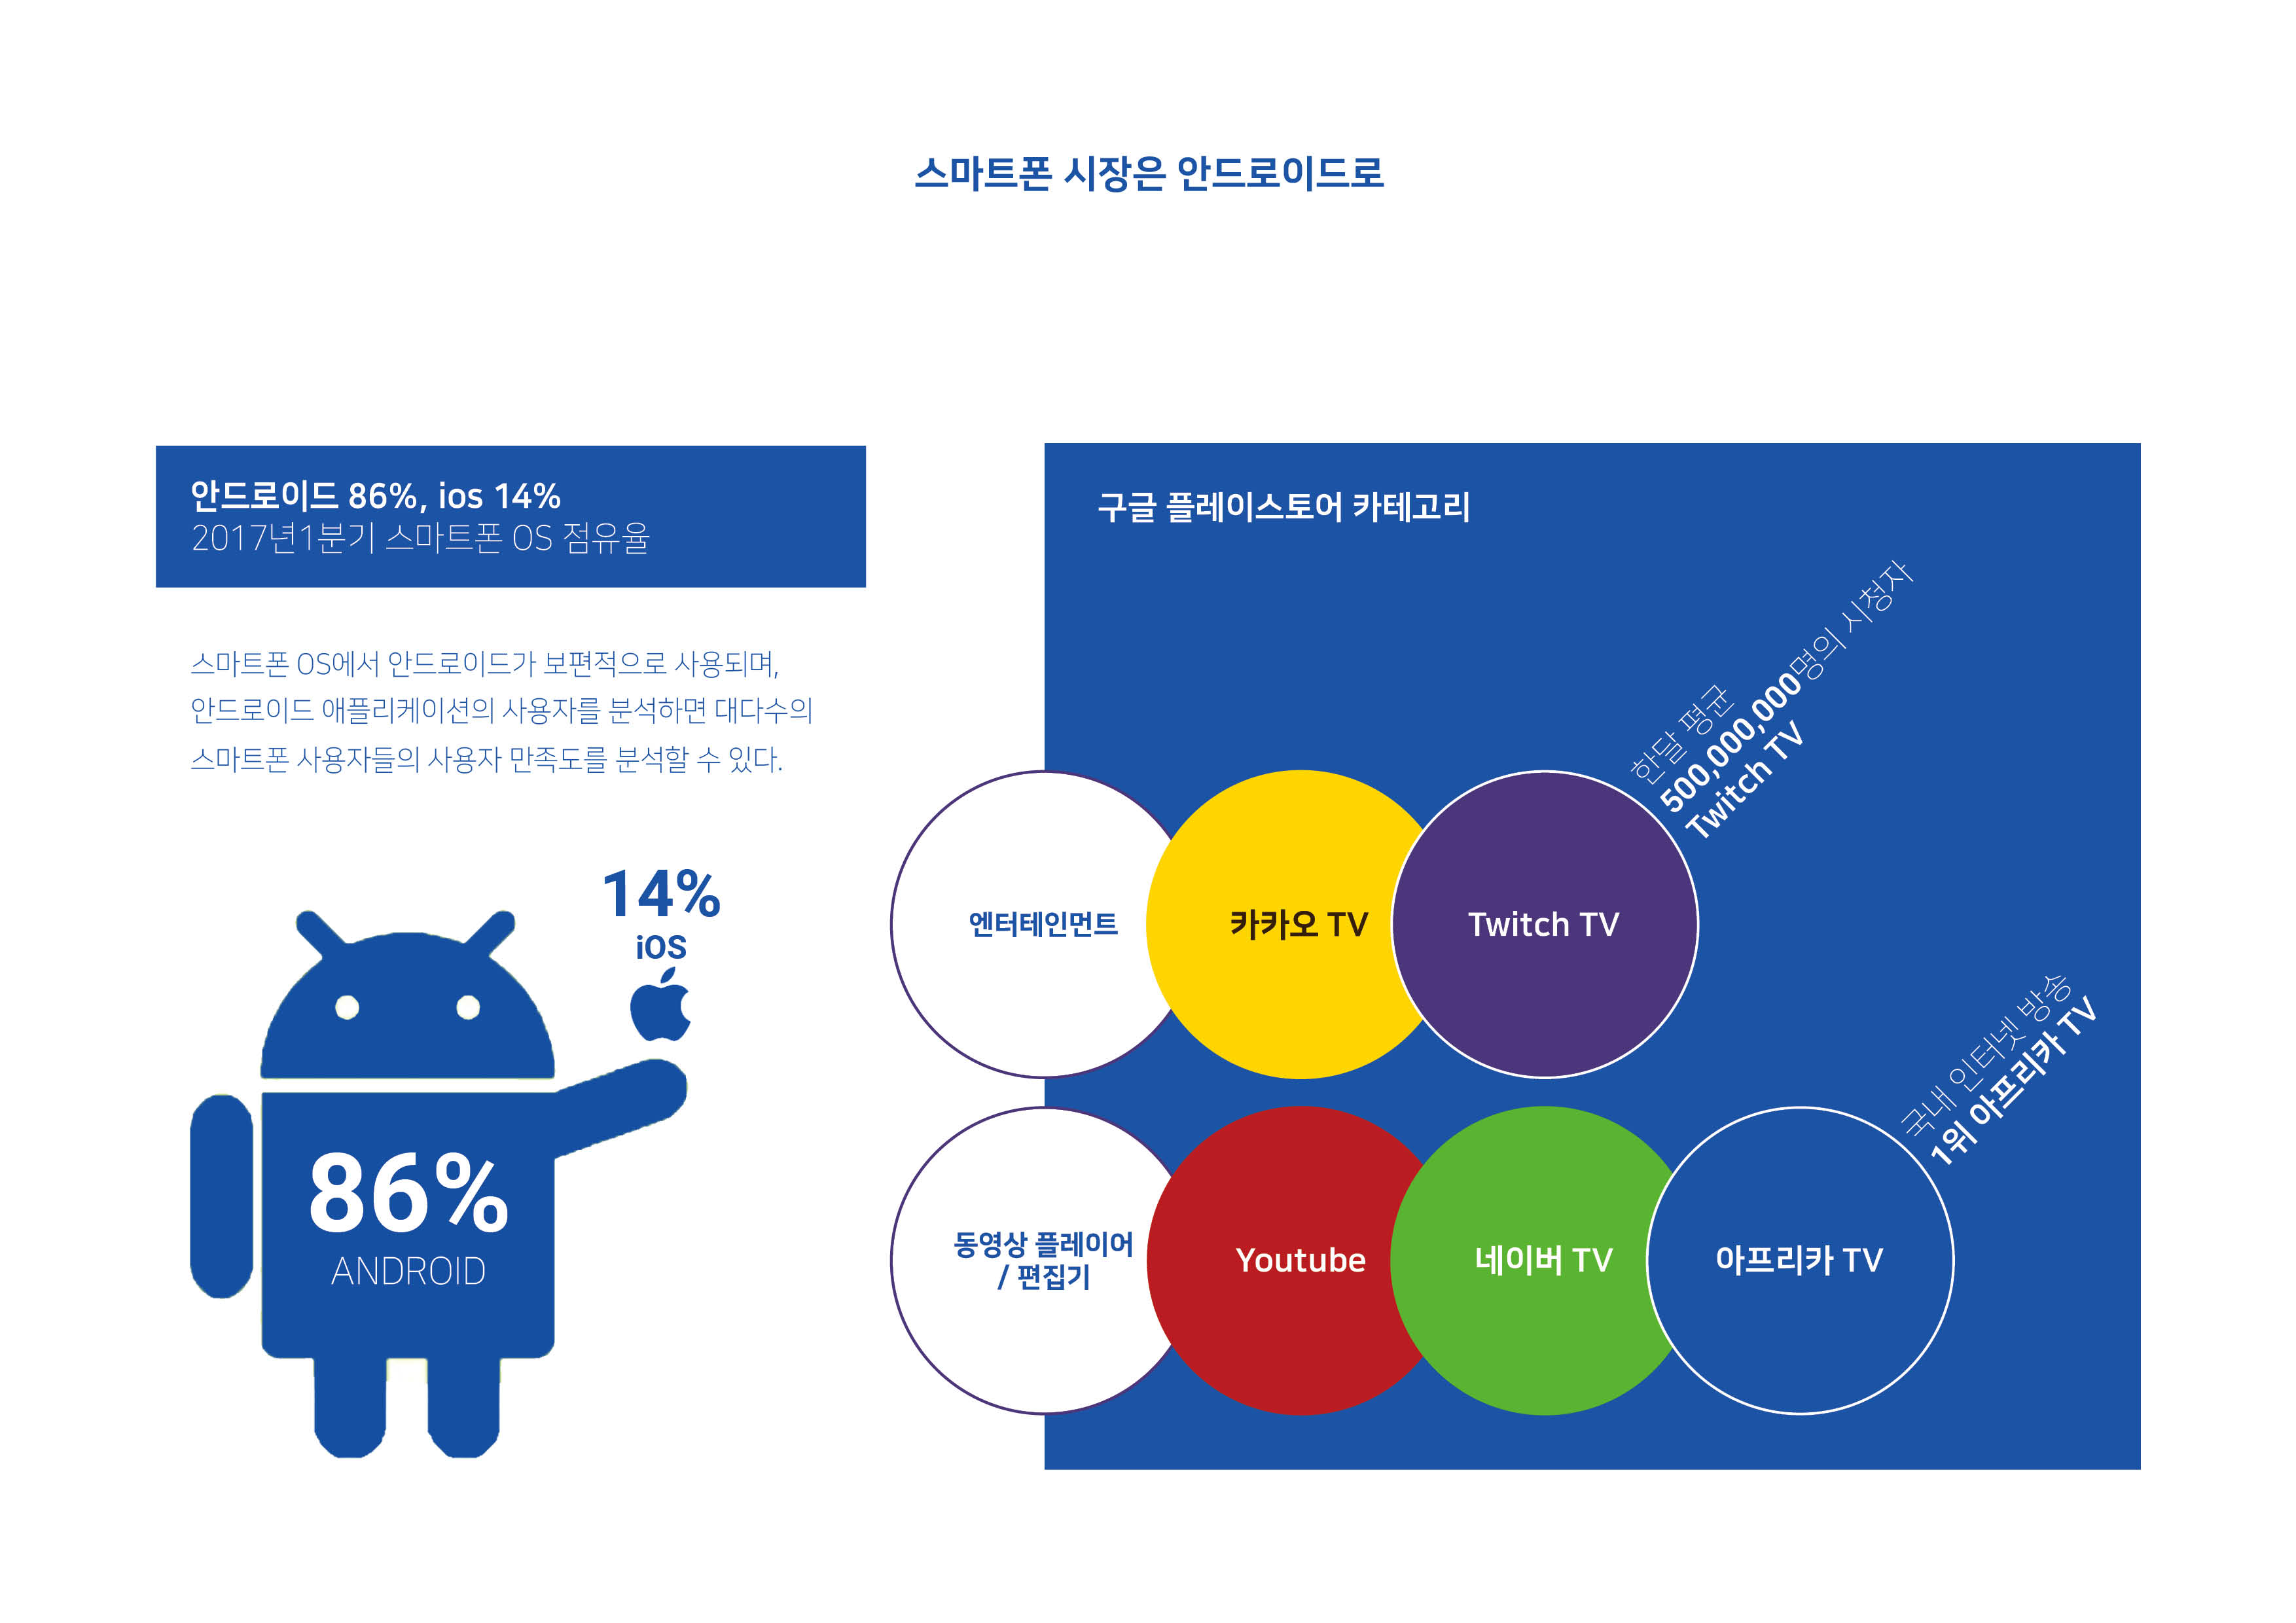 스마트폰 시장은 안드로이드로
안드로이드 86%, ios 14%
2017년1분기 스마트폰 OS 점유율
스마트폰 OS에서 안드로이드가 보편적으로 사용되며,
안드로이드 애플리케이션의 사용자를 분석하면 대다수의
스마트폰 사용자들의 사용자 만족도를 분석할 수 있다.
14%
iOS
86%
ANDROID
구글 플레이스토어 카테고리
한달 평균
500,000,000명의 시청자
Twitch TV
엔터테인먼트
카카오 TV
Twitch TV
국내 인터넷 방송
1위 아프리카 TV
동영상 플레이어
/ 편집기
Youtube
네이버 TV
아프리카 TV